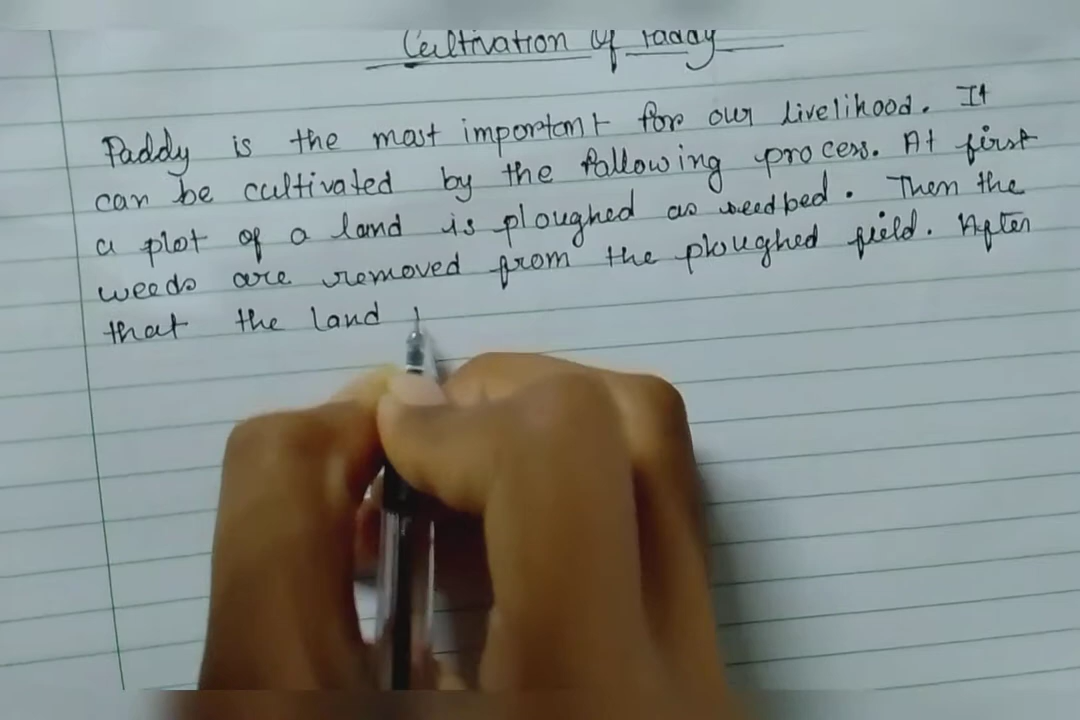 Cultivation of Paddy
Paddy is the most important for our livelihood. It
can be cultivated by the following process. At first
a plot of a land is ploughed as seedbed. Then the
weeds are removed from the ploughed field. After
that the land